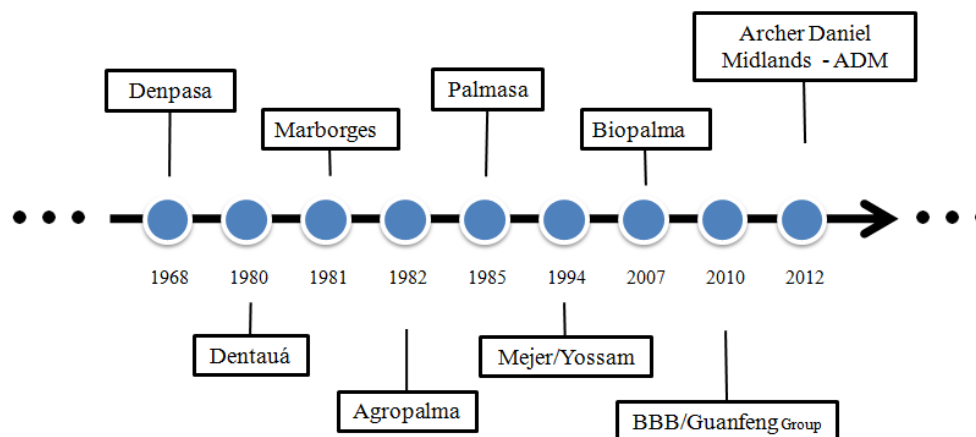 Archer Daniel
Midlands - ADM
Denpasa
Palmasa
Marborges
Biopalma
1968 1980 1981 1982 1985 1994 2007 2010 2012
Dentauá
Mejer/Yossam
Agropalma
BBB/Guanfeng Group